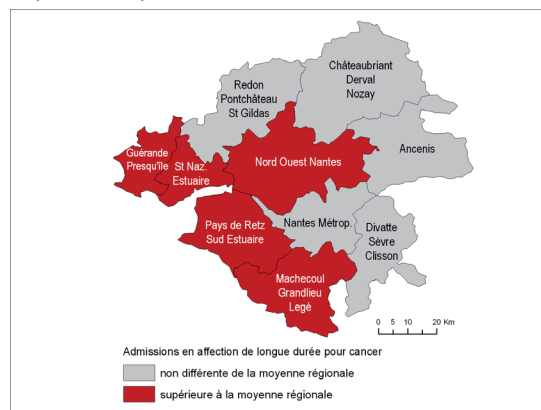 Châteaubriant
Derval
Nozay
Redon
Pontchâteau
St Gildas
Guérande
Presqu'île
St Naz.
Estuaire
Nord Ouest Nantes
Ancenis
Pays de Retz
Sud Estuaire
Nantes Métrop.
Divatte
Sèvre
Clisson
Machecoul
Grandlieu
Legé
0 5 10 20 Km
Admissions en affection de longue durée pour cancer
non différente de la moyenne régionale
supérieure à la moyenne régionale